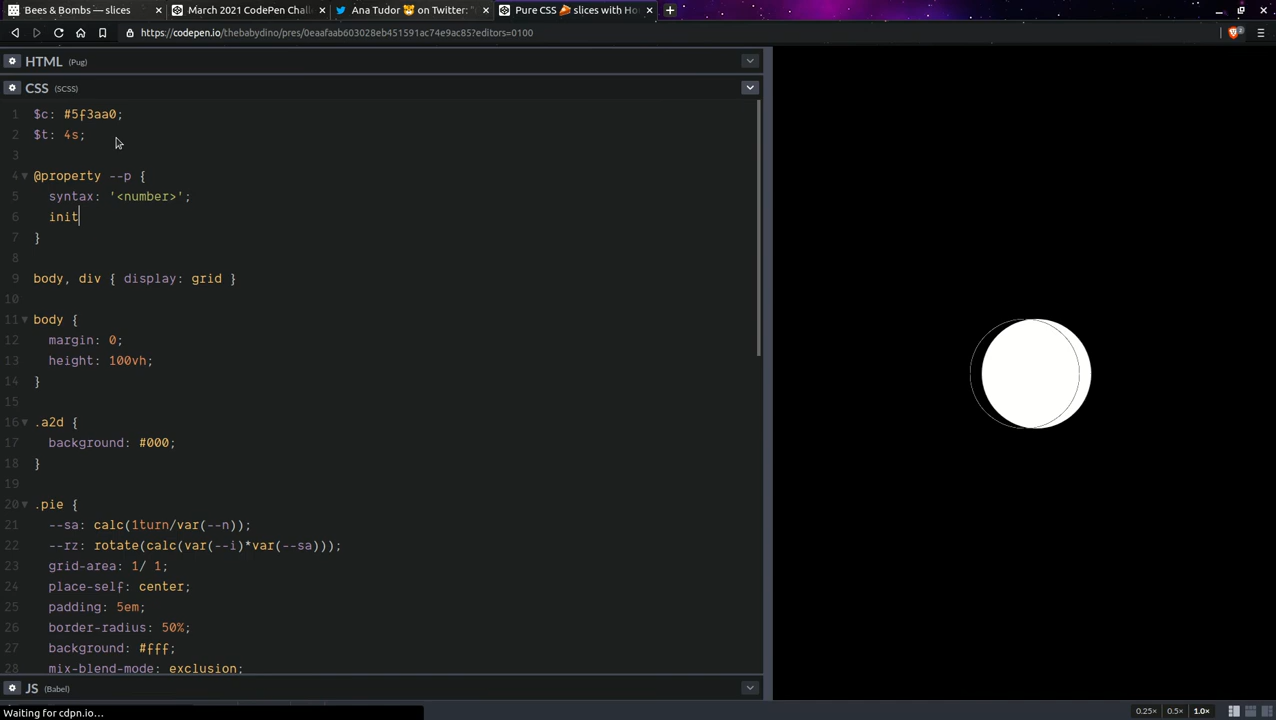 Bees & Bombs — slices
March 2021 CodePen Chall
Ana Tudor 🐯 on Twitter: "
Pure CSS 🍰 slices with Ho
https://codepen.io/thebabydino/pres/0eaafaab603028eb451591ac74e9ac85?editors=0100
2
HTML (Pug)
CSS (SCSS)
1 $c: #5f3aa0;
2 $t: 4s;
3
4 @property --p {
5 syntax: '<number>';
6 init
7 }
8
9 body, div { display: grid }
10
11 body {
12 margin: 0;
13 height: 100vh;
14 }
15
16 .a2d {
17 background: #000;
18 }
19
20 .pie {
21 --sa: calc(1turn/var(--n));
22 --rz: rotate(calc(var(--i)*var(--sa)));
23 grid-area: 1/ 1;
24 place-self: center;
25 padding: 5em;
26 border-radius: 50%;
27 background: #fff;
28 mix-blend-mode: exclusion;
JS (Babel)
Waiting for cdpn.io...
0.25× 0.5× 1.0×